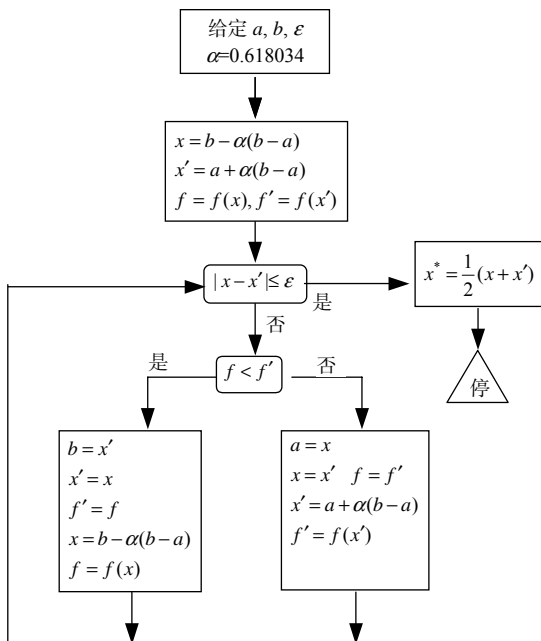 给定 a, b, ε
α=0.618034
x = b − α(b − a)
x′ = a + α(b − a)
f = f(x), f′ = f(x′)
| x − x′ | ≤ ε
是
x* = 1/2 (x + x′)
否
停
是
f < f′
否
b = x′
x′ = x
f′ = f
x = b − α(b − a)
f = f(x)
a = x
x = x′ f = f′
x′ = a + α(b − a)
f′ = f(x′)